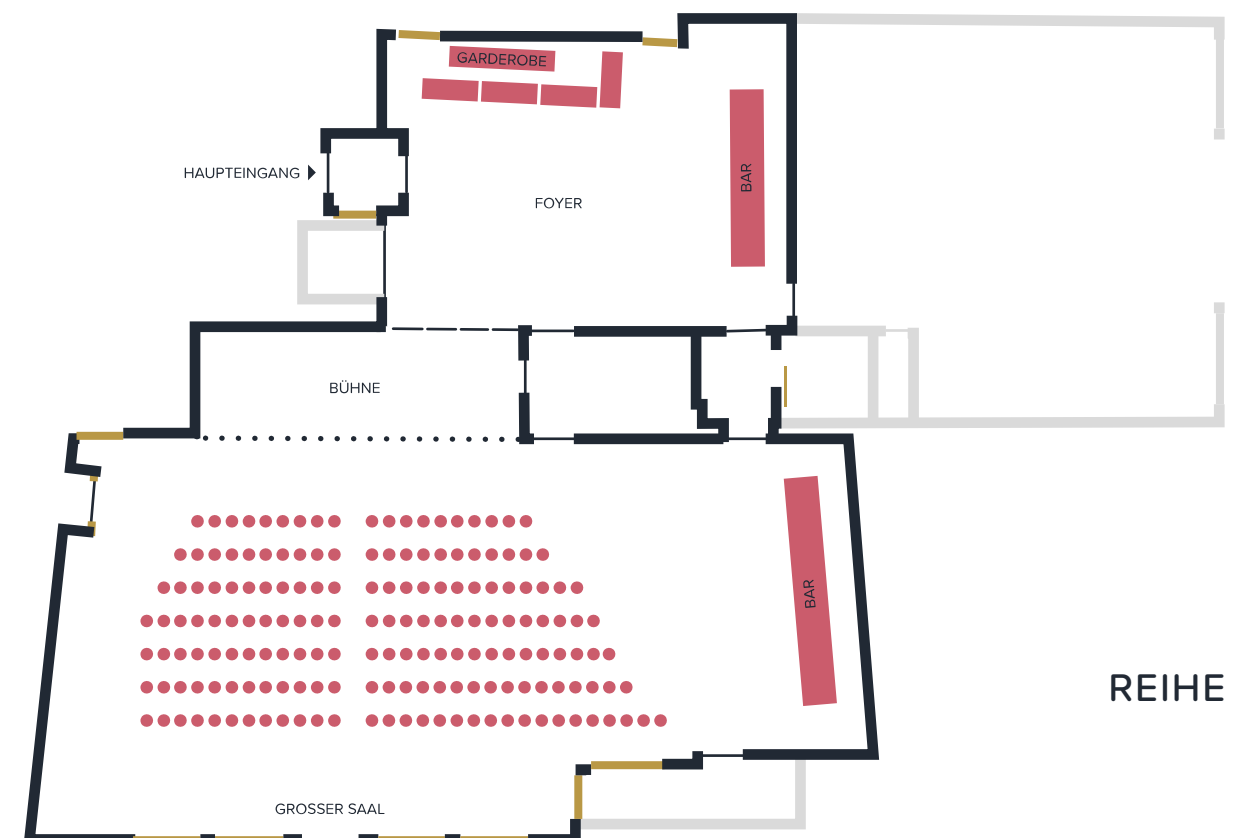 GARDEROBE
HAUPTEINGANG
FOYER
BAR
BÜHNE
BAR
REIHE
GROSSER SAAL